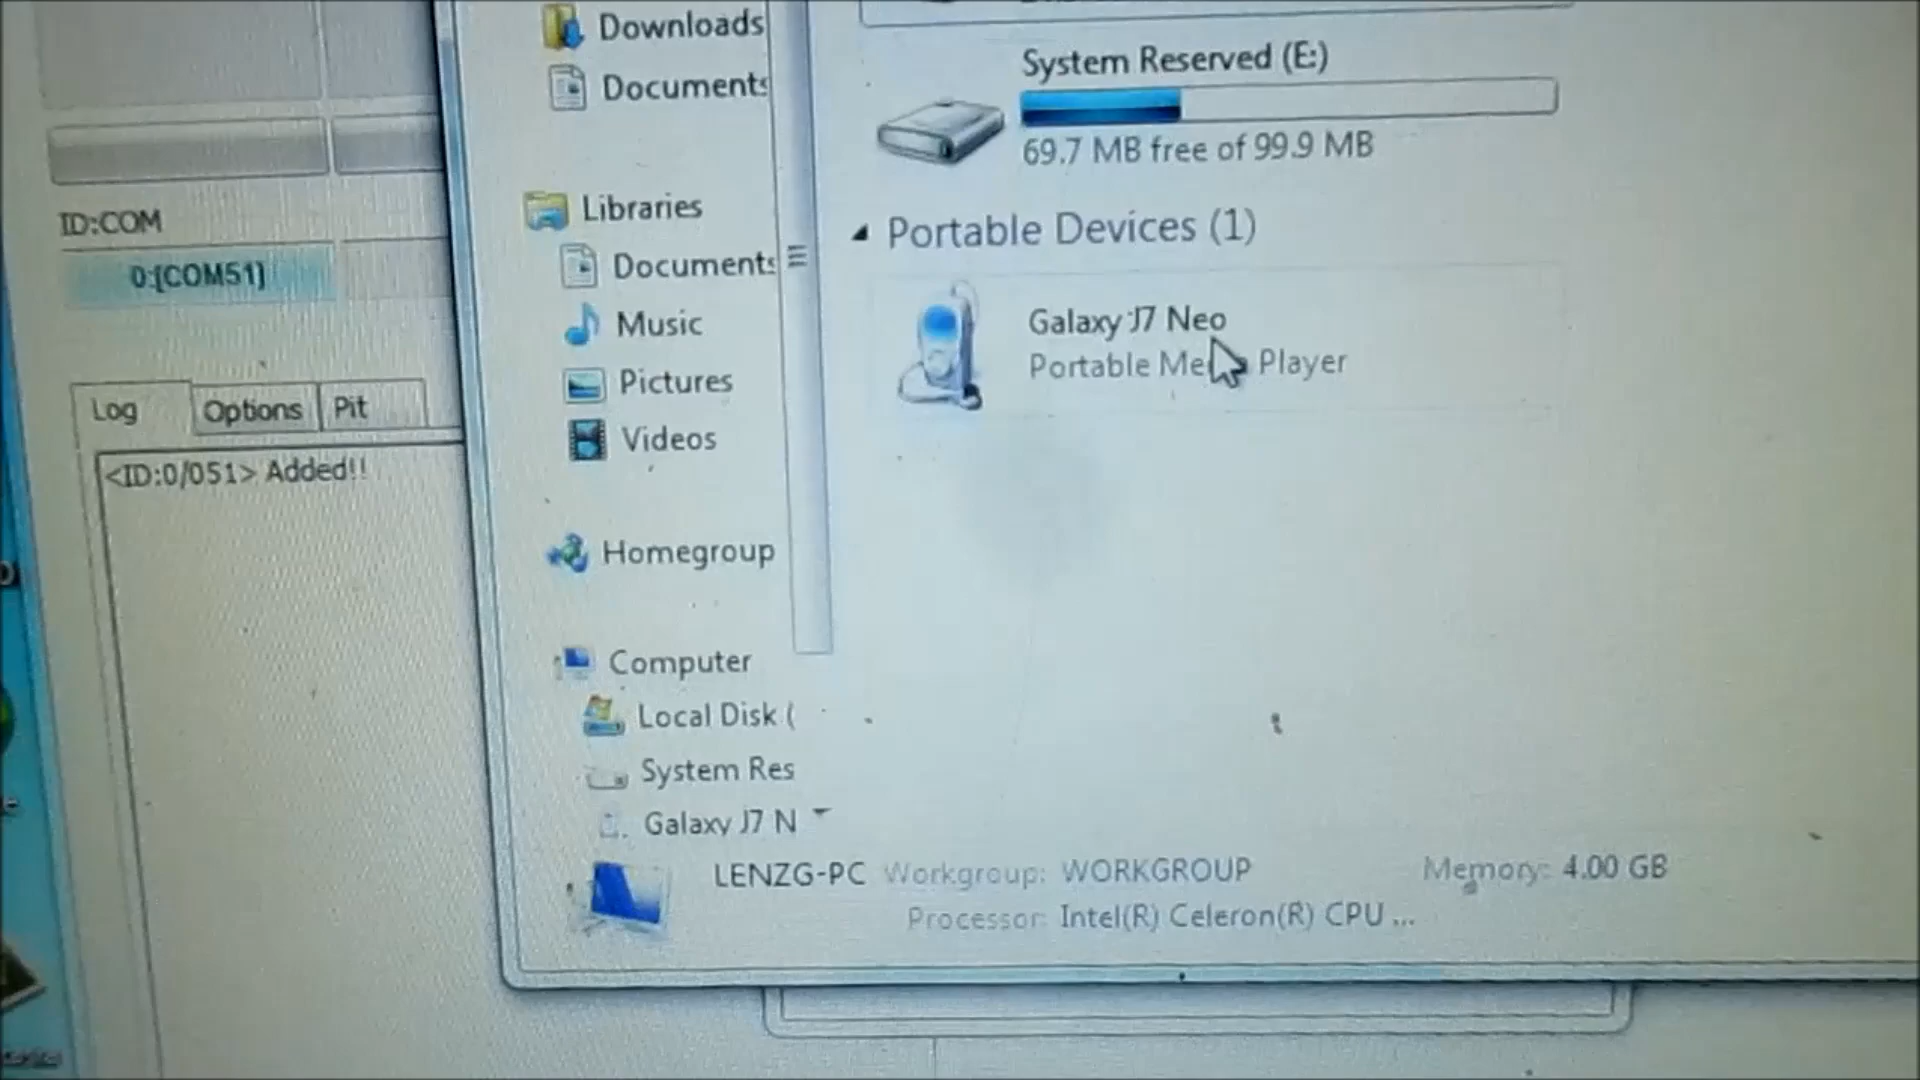 ID:COM
0:[COM51]
Log
Options
Pit
<ID:0/051> Added!!
Downloads
Documents
Libraries
Documents
Music
Pictures
Videos
Homegroup
Computer
Local Disk (
System Res
Galaxy J7 N
System Reserved (E:)
69.7 MB free of 99.9 MB
Portable Devices (1)
Galaxy J7 Neo
Portable Me Player
LENZG-PC Workgroup: WORKGROUP Memory: 4.00 GB
Processor: Intel(R) Celeron(R) CPU ...